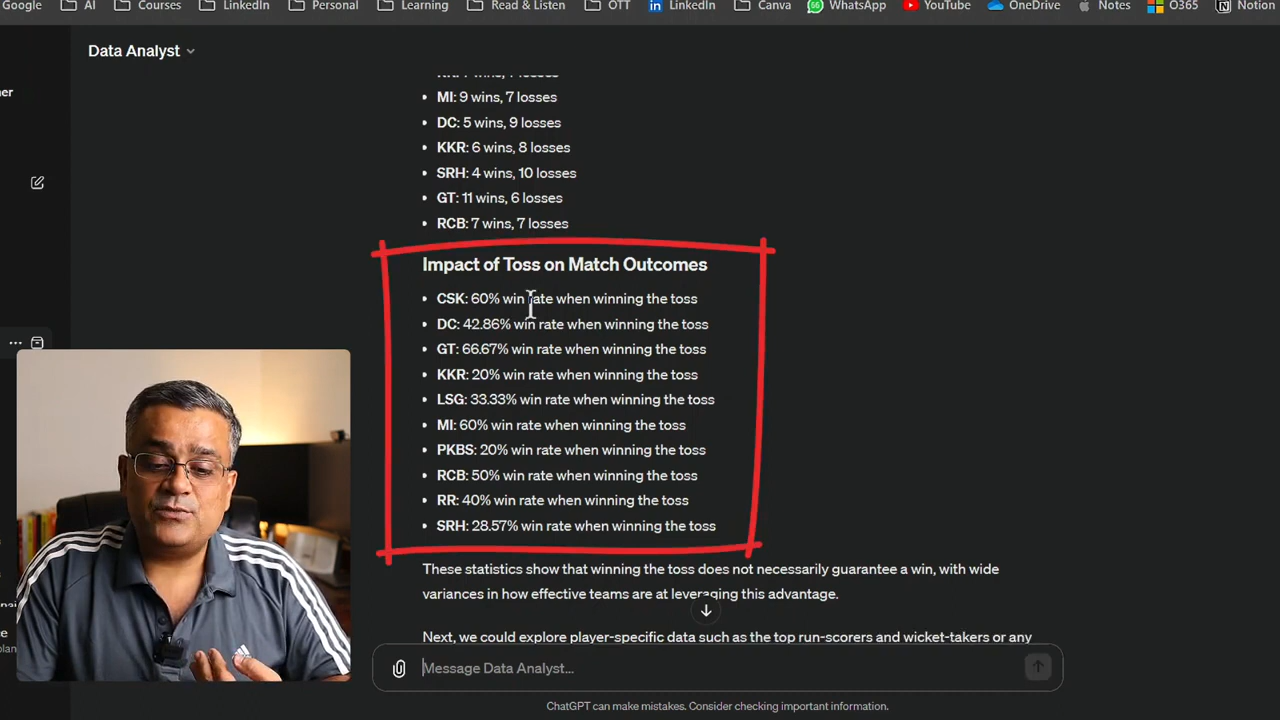 Google AI Courses LinkedIn Personal Learning Read & Listen OTT LinkedIn Canva WhatsApp YouTube OneDrive Notes O365 Notion
Data Analyst
MI: 9 wins, 7 losses
DC: 5 wins, 9 losses
KKR: 6 wins, 8 losses
SRH: 4 wins, 10 losses
GT: 11 wins, 6 losses
RCB: 7 wins, 7 losses
Impact of Toss on Match Outcomes
CSK: 60% win rate when winning the toss
DC: 42.86% win rate when winning the toss
GT: 66.67% win rate when winning the toss
KKR: 20% win rate when winning the toss
LSG: 33.33% win rate when winning the toss
MI: 60% win rate when winning the toss
PKBS: 20% win rate when winning the toss
RCB: 50% win rate when winning the toss
RR: 40% win rate when winning the toss
SRH: 28.57% win rate when winning the toss
These statistics show that winning the toss does not necessarily guarantee a win, with wide
variances in how effective teams are at leveraging this advantage.
Next, we could explore player-specific data such as the top run-scorers and wicket-takers or any
Message Data Analyst...
ChatGPT can make mistakes. Consider checking important information.